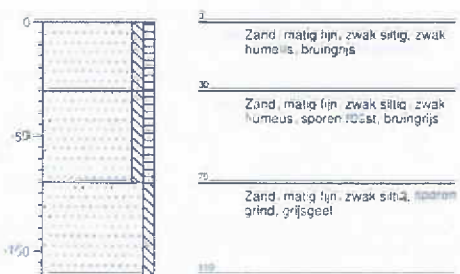 0
Zand, matig fijn, zwak siltig, zwak
humeus, bruingrijs
30
Zand, matig fijn, zwak siltig, zwak
humeus, sporen roest, bruingrijs
-50
70
Zand, matig fijn, zwak siltig, sporen
grind, grijsgeel
-100
110